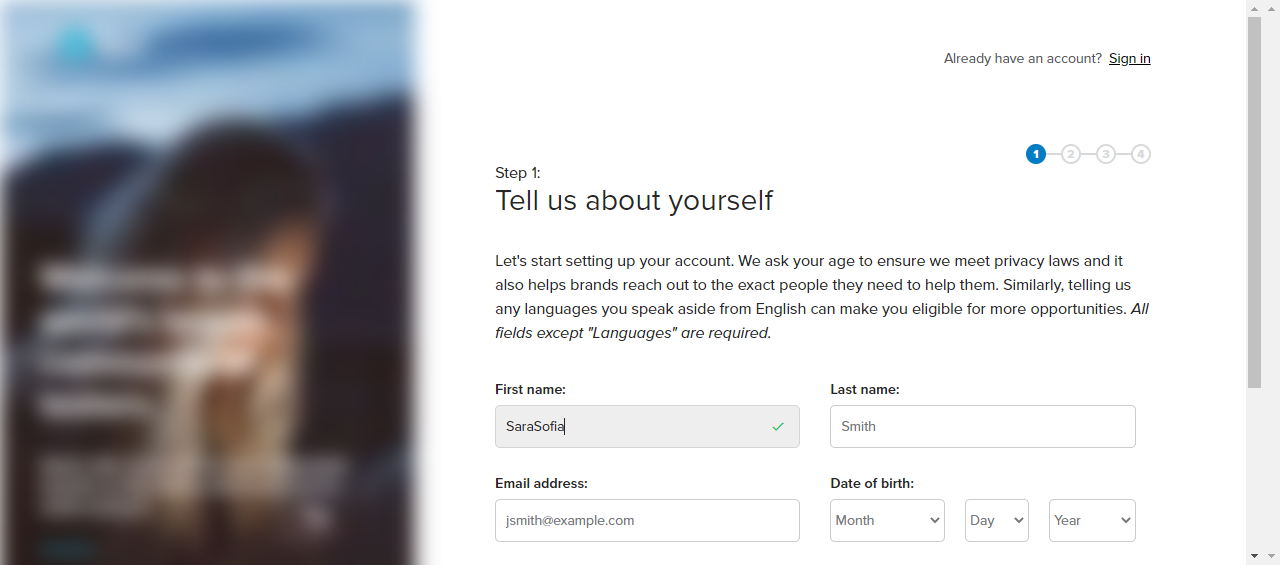 Already have an account? Sign in
1 2 3 4
Step 1:
Tell us about yourself
Let's start setting up your account. We ask your age to ensure we meet privacy laws and it
also helps brands reach out to the exact people they need to help them. Similarly, telling us
any languages you speak aside from English can make you eligible for more opportunities. All
fields except "Languages" are required.
First name:
Last name:
SaraSofia
Smith
Email address:
Date of birth:
jsmith@example.com
Month
Day
Year